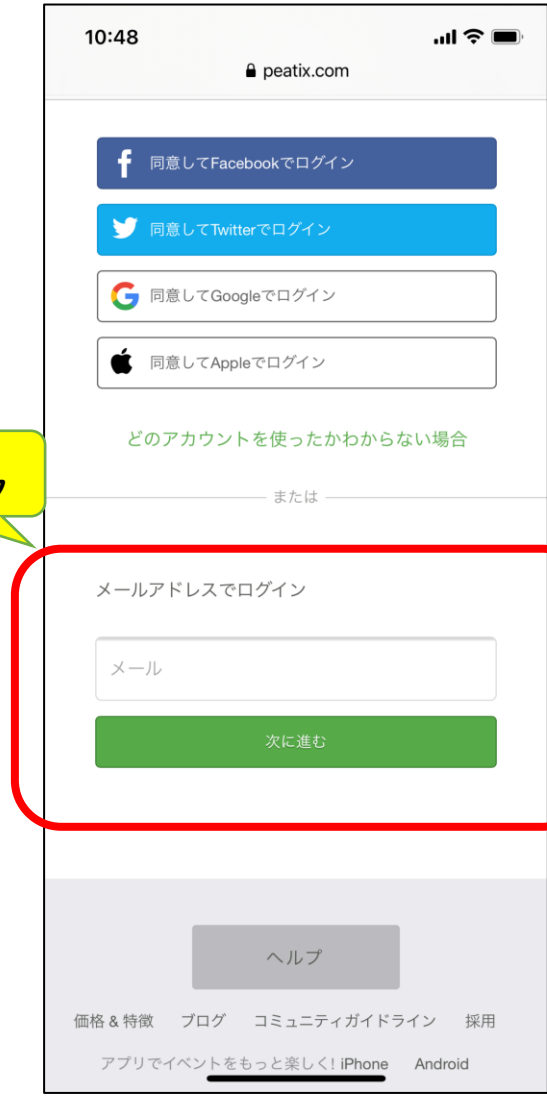 10:48
peatix.com
同意してFacebookでログイン
同意してTwitterでログイン
同意してGoogleでログイン
同意してAppleでログイン
どのアカウントを使ったかわからない場合
または
メールアドレスでログイン
メール
次に進む
ヘルプ
価格 & 特徴 ブログ コミュニティガイドライン 採用
アプリでイベントをもっと楽しく! iPhone Android